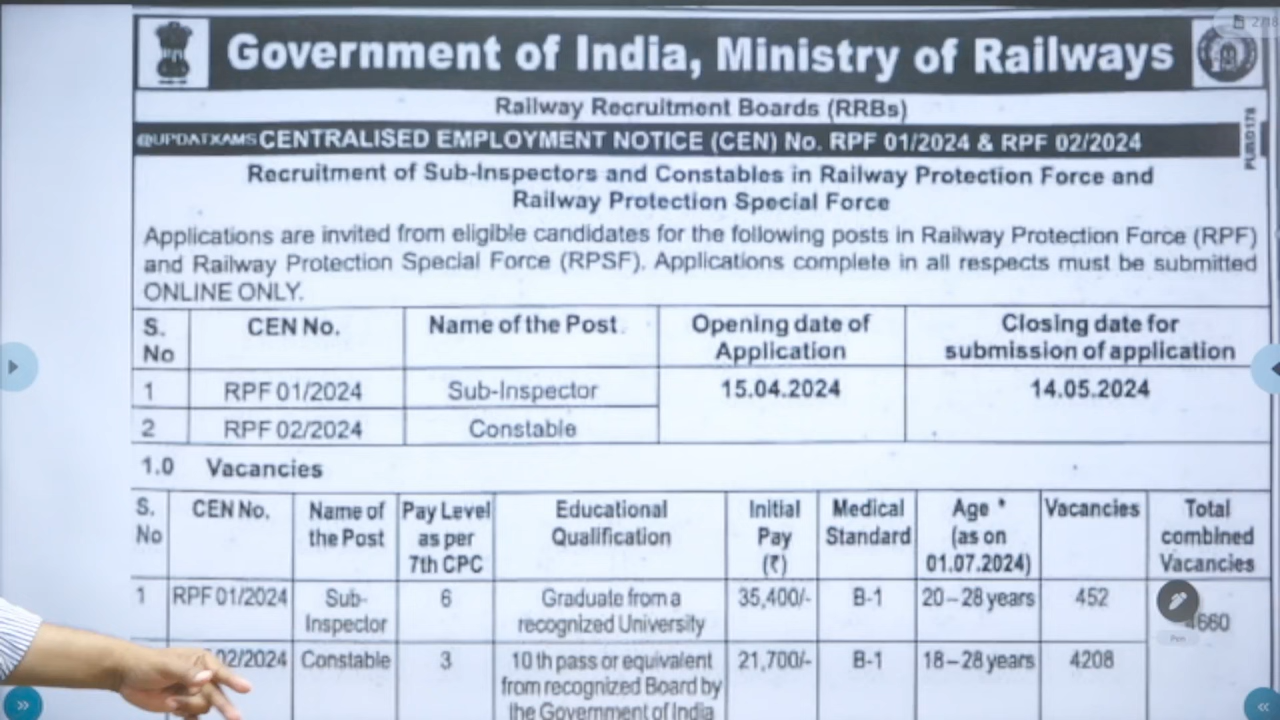 Government of India, Ministry of Railways
Railway Recruitment Boards (RRBs)
@UPDATXAMS CENTRALISED EMPLOYMENT NOTICE (CEN) No. RPF 01/2024 & RPF 02/2024
PUB/0178
Recruitment of Sub-Inspectors and Constables in Railway Protection Force and
Railway Protection Special Force
Applications are invited from eligible candidates for the following posts in Railway Protection Force (RPF)
and Railway Protection Special Force (RPSF). Applications complete in all respects must be submitted
ONLINE ONLY.
S. No CEN No. Name of the Post Opening date of Application Closing date for submission of application
1 RPF 01/2024 Sub-Inspector 15.04.2024 14.05.2024
2 RPF 02/2024 Constable
1.0 Vacancies
S. No CEN No. Name of the Post Pay Level as per 7th CPC Educational Qualification Initial Pay (₹) Medical Standard Age * (as on 01.07.2024) Vacancies Total combined Vacancies
1 RPF 01/2024 Sub-Inspector 6 Graduate from a recognized University 35,400/- B-1 20-28 years 452 4660
02/2024 Constable 3 10th pass or equivalent from recognized Board by the Government of India 21,700/- B-1 18-28 years 4208
Pen